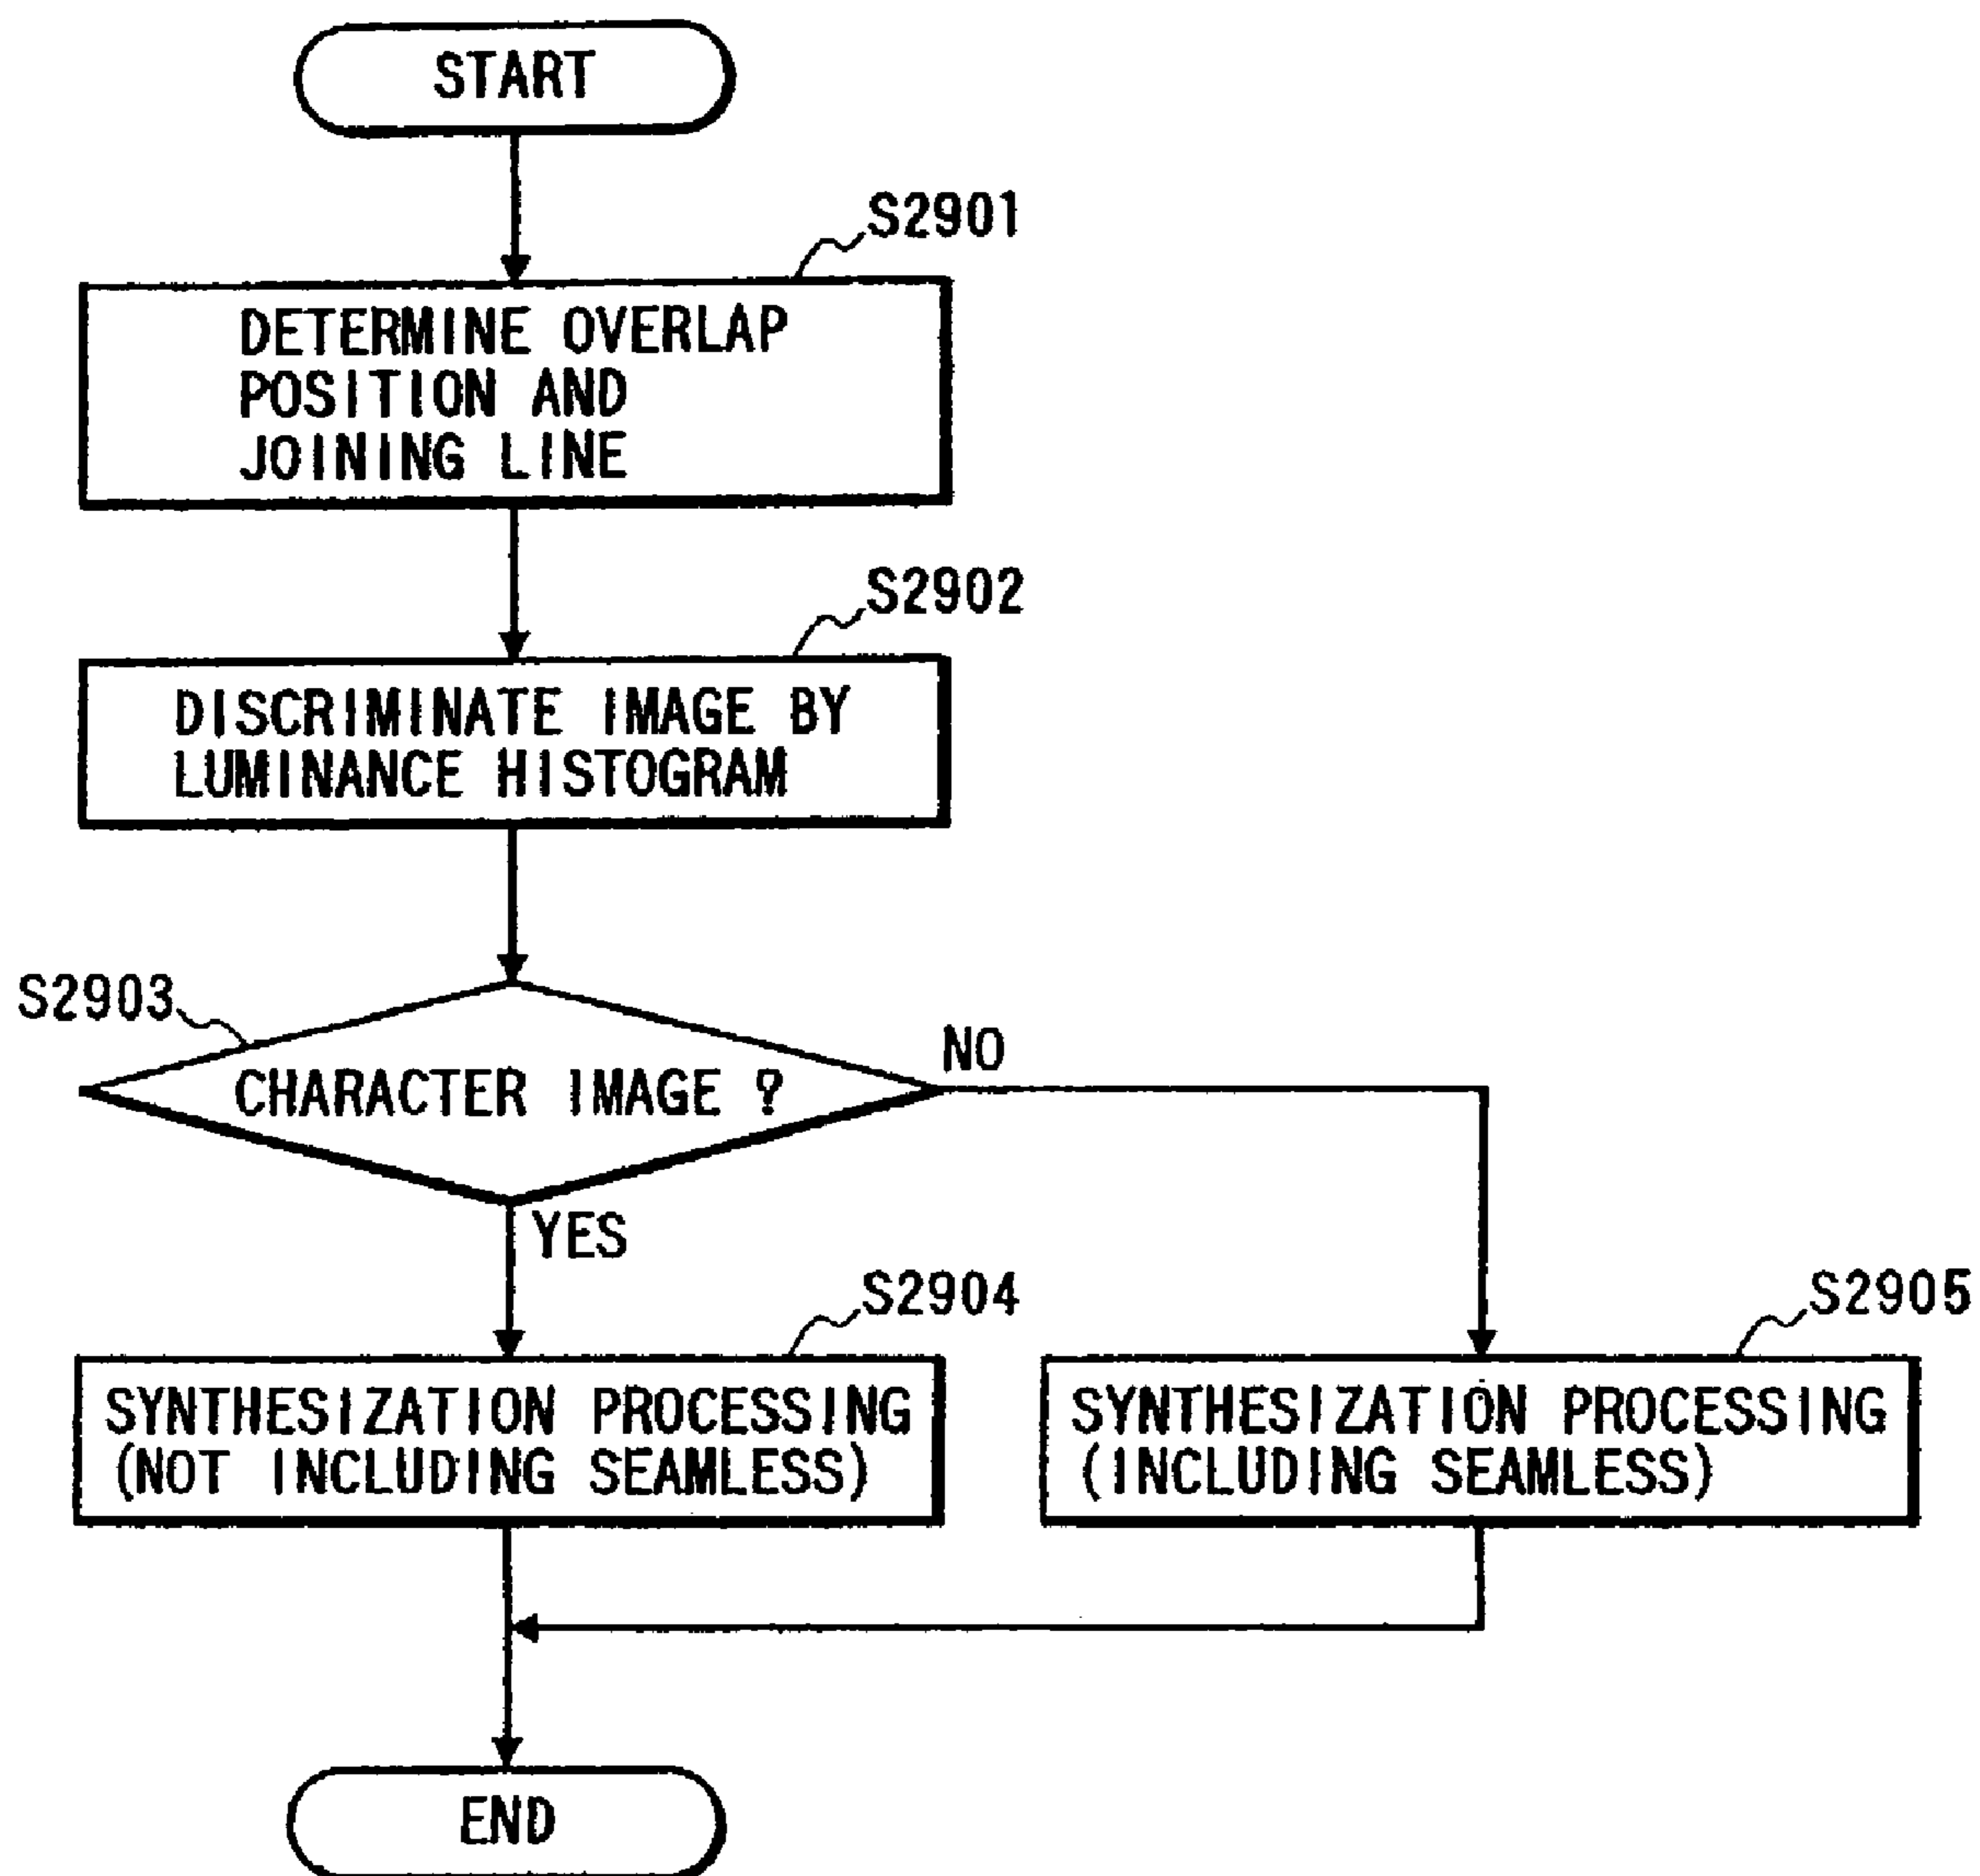 START
S2901
DETERMINE OVERLAP
POSITION AND
JOINING LINE
S2902
DISCRIMINATE IMAGE BY
LUMINANCE HISTOGRAM
S2903
CHARACTER IMAGE ?
NO
YES
S2904
SYNTHESIZATION PROCESSING
(NOT INCLUDING SEAMLESS)
S2905
SYNTHESIZATION PROCESSING
(INCLUDING SEAMLESS)
END